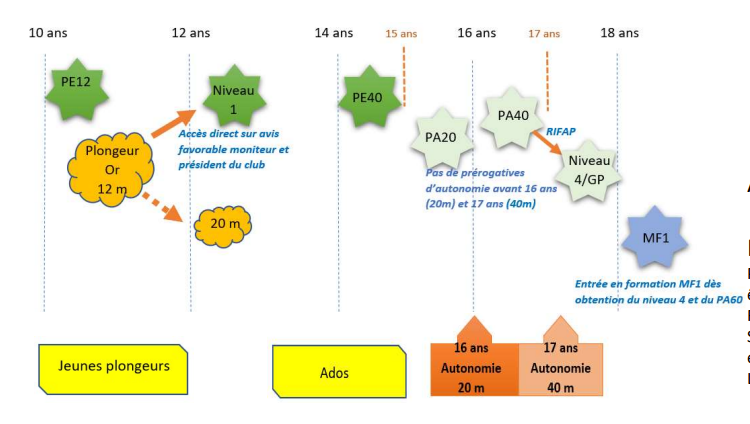 10 ans
12 ans
14 ans
15 ans
16 ans
17 ans
18 ans
PE12
Niveau
1
PE40
PA20
PA40
RIFAP
Niveau
4/GP
Plongeur
Or
12 m
Accès direct sur avis
favorable moniteur et
président du club
20 m
Pas de prérogatives
d'autonomie avant 16 ans
(20m) et 17 ans (40m)
MF1
Entrée en formation MF1 dès
obtention du niveau 4 et du PA60
Jeunes plongeurs
Ados
16 ans
Autonomie
20 m
17 ans
Autonomie
40 m